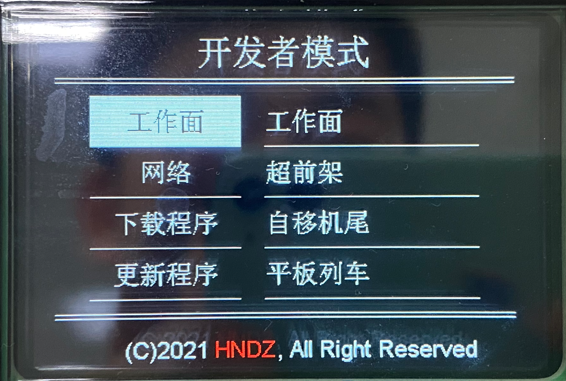 开发者模式
工作面 工作面
网络 超前架
下载程序 自移机尾
更新程序 平板列车
(C)2021 HNDZ, All Right Reserved